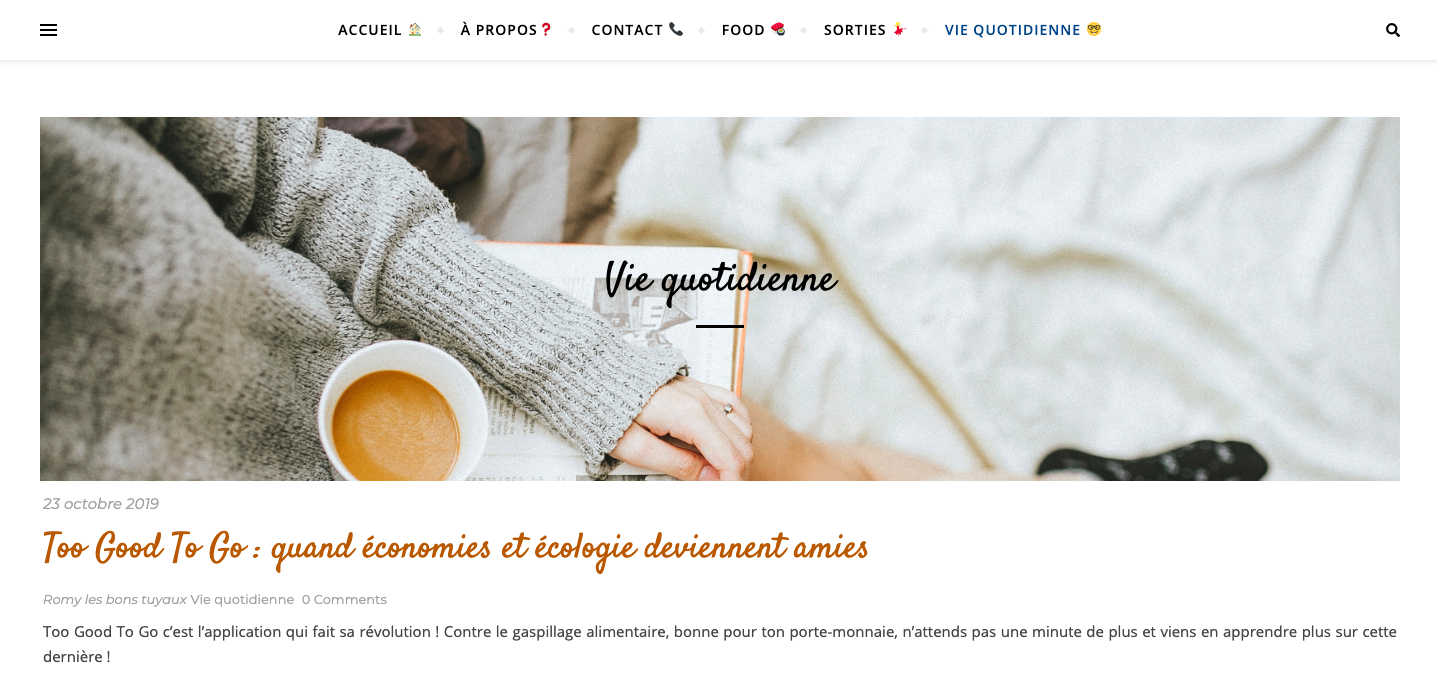 ACCUEIL 🏠 À PROPOS❓ CONTACT 📞 FOOD 🥩 SORTIES 💃 VIE QUOTIDIENNE 🤓
Vie quotidienne
23 octobre 2019
Too Good To Go : quand économies et écologie deviennent amies
Romy les bons tuyaux Vie quotidienne 0 Comments
Too Good To Go c’est l’application qui fait sa révolution ! Contre le gaspillage alimentaire, bonne pour ton porte-monnaie, n’attends pas une minute de plus et viens en apprendre plus sur cette
dernière !